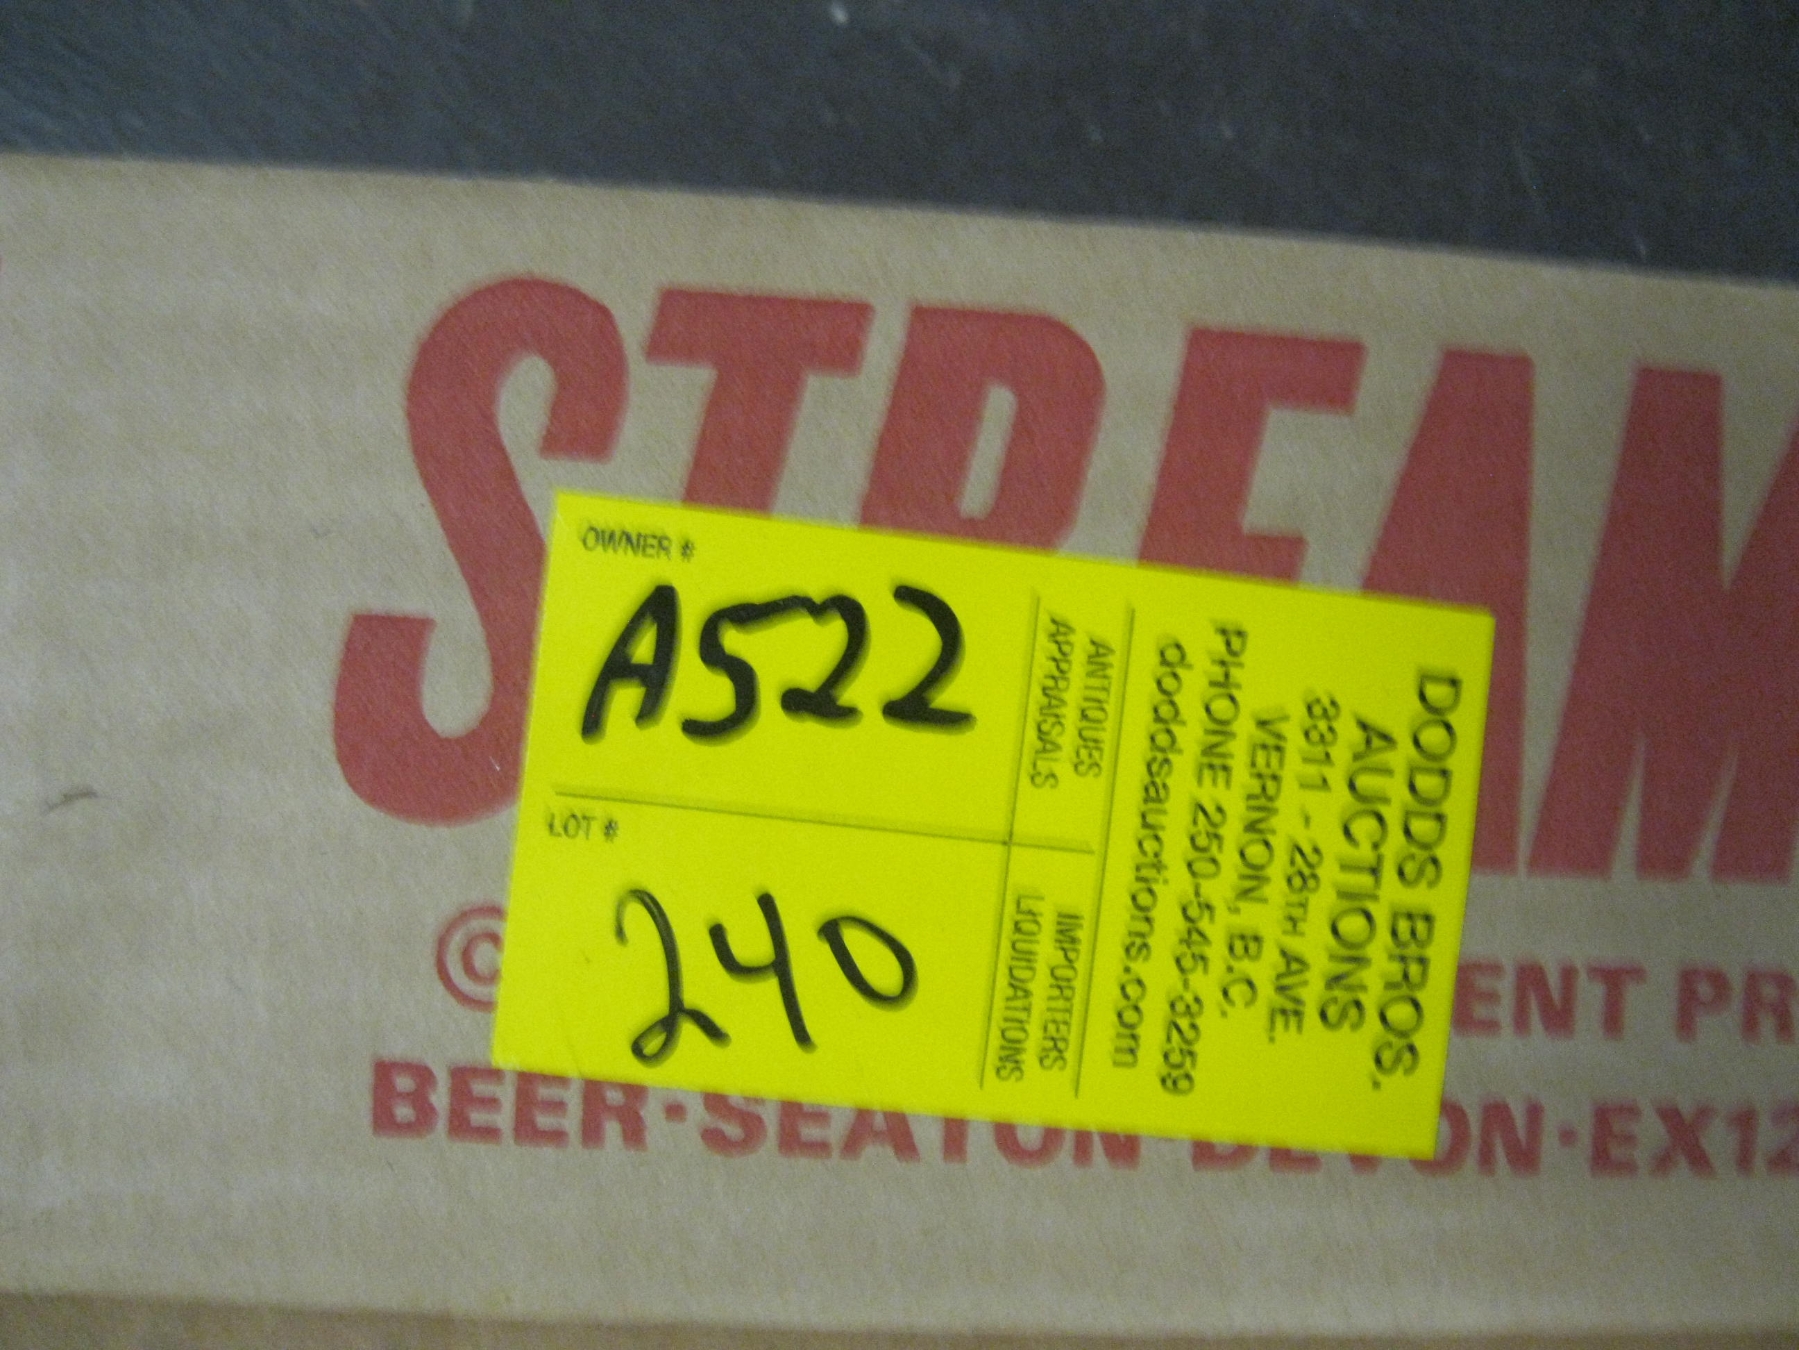 STREAM
OWNER #
A522
LOT #
240
ANTIQUES
APPRAISALS
IMPORTERS
LIQUIDATIONS
DODDS BROS.
AUCTIONS
3311 - 28TH AVE.
VERNON, B.C.
PHONE 250-545-3259
doddsauctions.com
© ENT PR
BEER·SEATON·DEVON·EX12